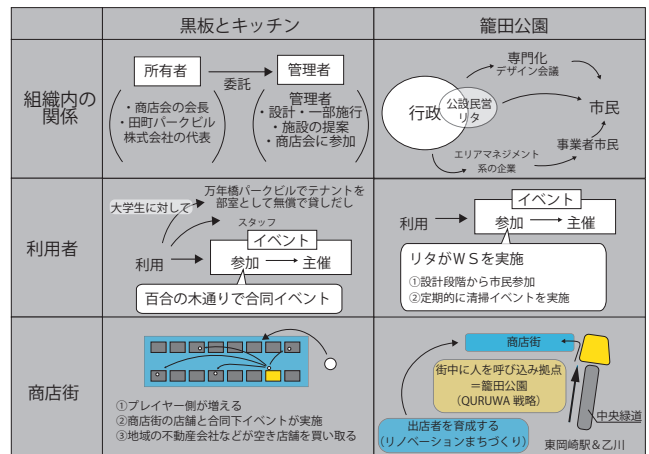 黒板とキッチン
籠田公園
組織内の
関係
所有者
委託
管理者
・商店会の会長
・田町パークビル
株式会社の代表
管理者
・設計・一部施行
・施設の提案
・商店会に参加
専門化
デザイン会議
行政
公設民営
リタ
市民
事業者市民
エリアマネジメント
系の企業
利用者
大学生に対して
万年橋パークビルでテナントを
部室として無償で貸しだし
スタッフ
イベント
利用
参加
主催
百合の木通りで合同イベント
イベント
利用
参加
主催
リタがWSを実施
①設計段階から市民参加
②定期的に清掃イベントを実施
商店街
①プレイヤー側が増える
②商店街の店舗と合同下イベントが実施
③地域の不動産会社などが空き店舗を買い取る
商店街
街中に人を呼び込み拠点
＝籠田公園
（QURUWA 戦略）
出店者を育成する
（リノベーションまちづくり）
中央緑道
東岡崎駅＆乙川